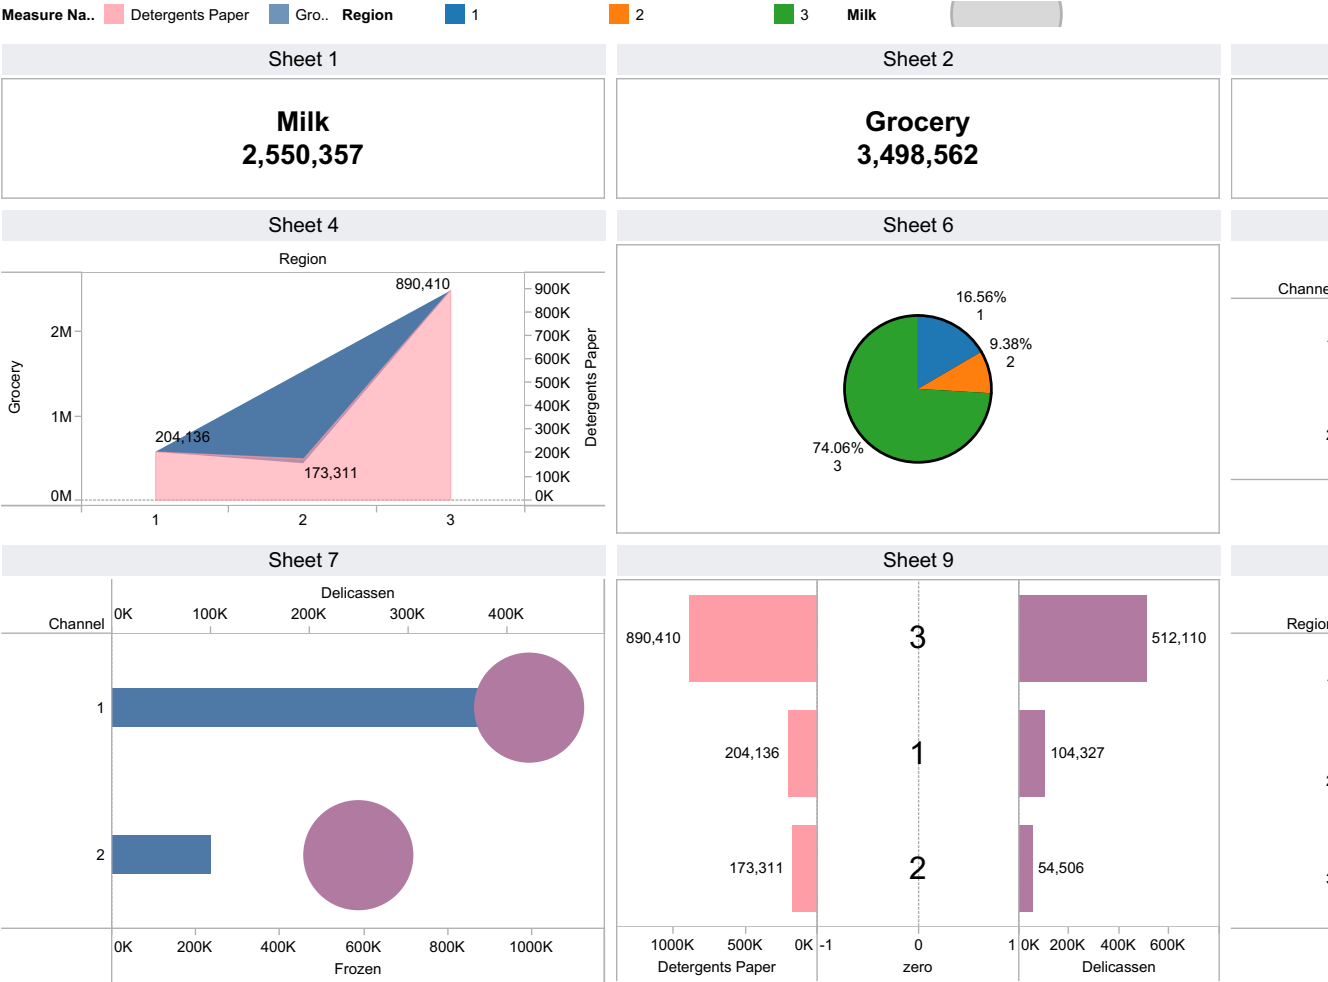 Measure Na.. Detergents Paper Gro.. Region 1 2 3 Milk
Sheet 1
Milk
2,550,357
Sheet 2
Grocery
3,498,562
Sheet 4
Region
890,410
204,136
173,311
Grocery
2M
1M
0M
900K
800K
700K
600K
500K
400K
300K
200K
100K
0K
Detergents Paper
1 2 3
Sheet 6
16.56%
1
9.38%
2
74.06%
3
Channe
Sheet 7
Delicassen
Channel
0K 100K 200K 300K 400K
1
2
0K 200K 400K 600K 800K 1000K
Frozen
Sheet 9
890,410 3 512,110
204,136 1 104,327
173,311 2 54,506
1000K 500K 0K -1 0 1 0K 200K 400K 600K
Detergents Paper zero Delicassen
Region